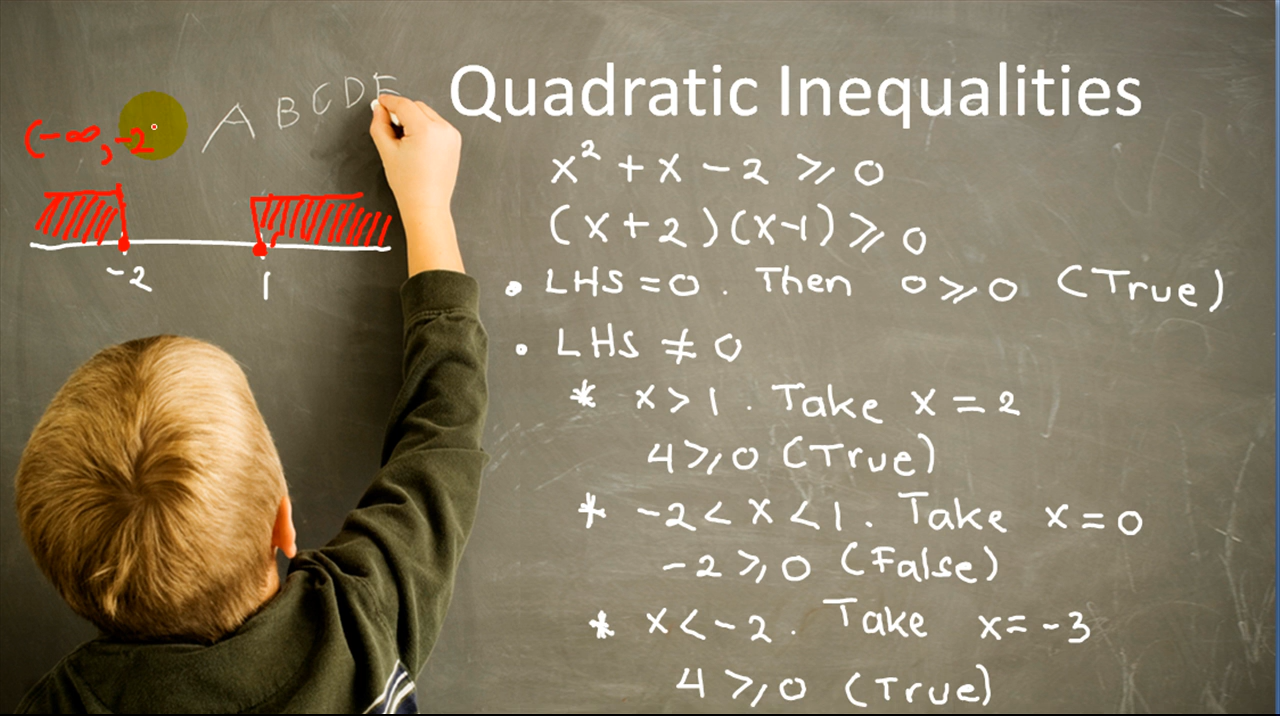 Quadratic Inequalities
A B C D E
(-∞, -2
-2
1
x² + x - 2 ⩾ 0
(x+2)(x-1) ⩾ 0
• LHS = 0. Then 0 ⩾ 0 (True)
• LHS ≠ 0
* x > 1. Take x = 2
4 ⩾ 0 (True)
* -2 < x < 1. Take x = 0
-2 ⩾ 0 (False)
* x < -2. Take x = -3
4 ⩾ 0 (True)